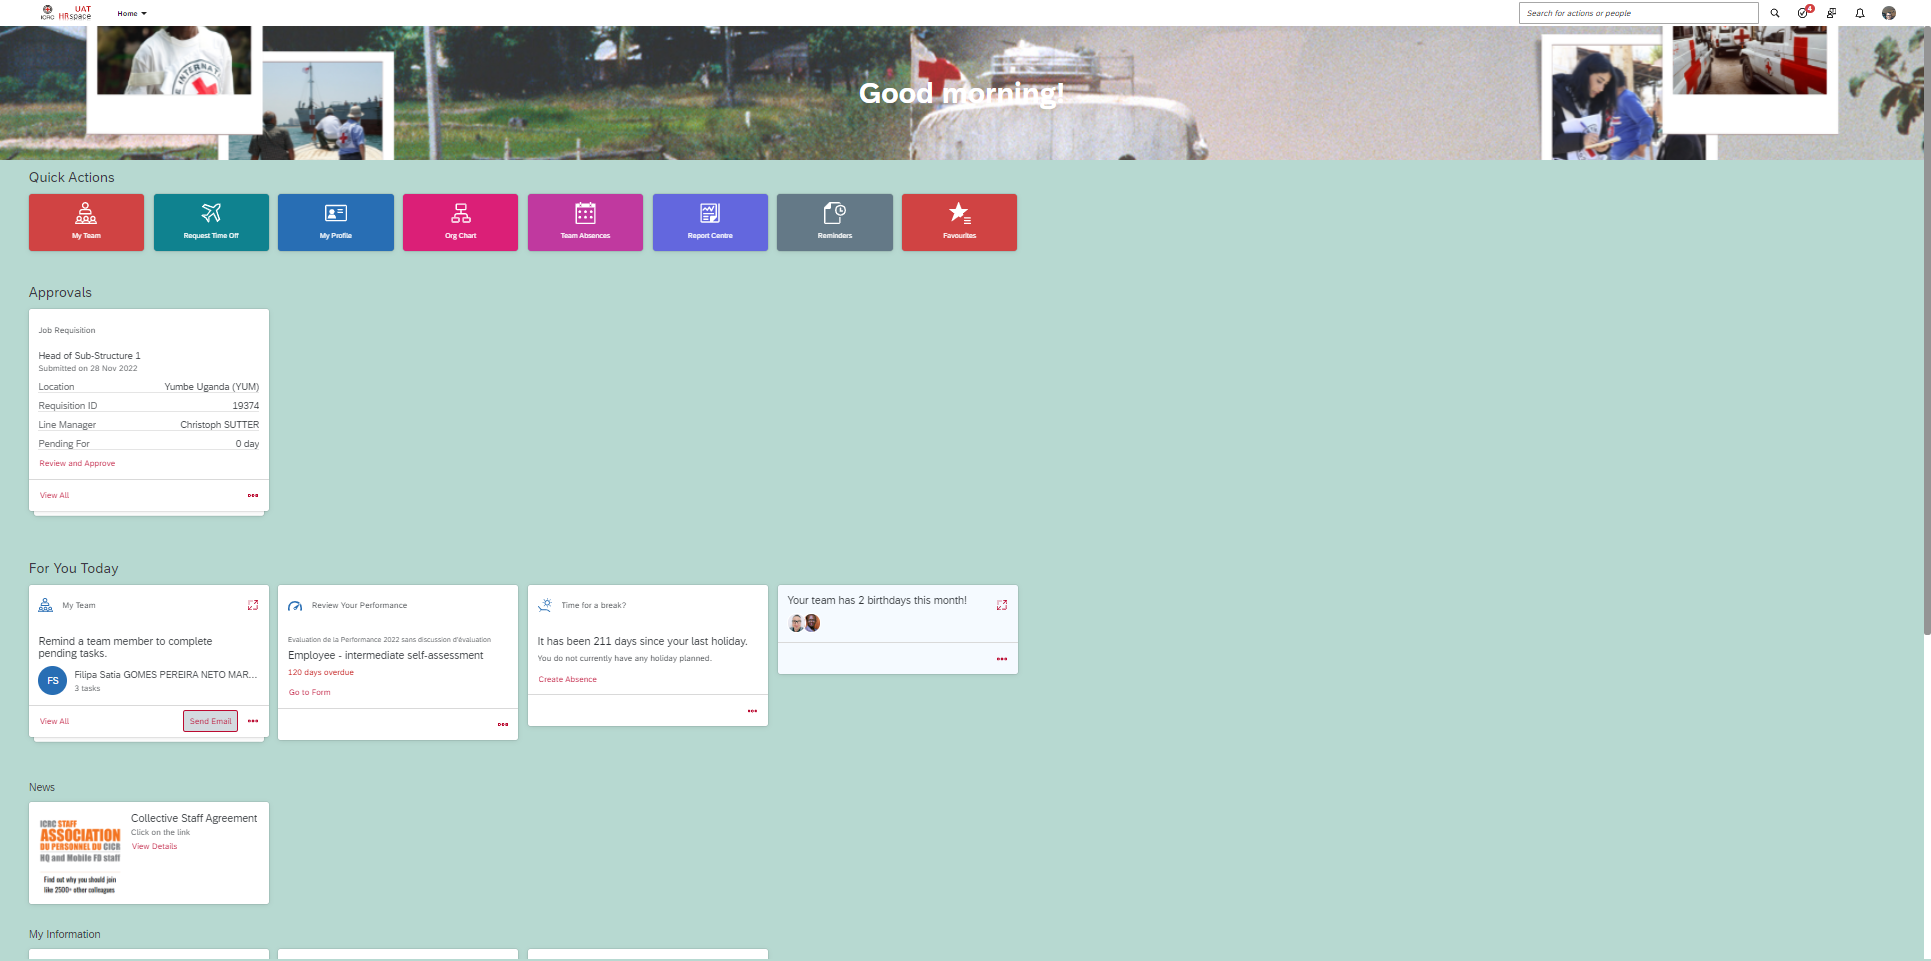 ICRC
UAT
HRspace
Home
Search for actions or people
4
INTERNAT
Good morning!
Quick Actions
My Team
Request Time Off
My Profile
Org Chart
Team Absences
Report Centre
Reminders
Favourites
Approvals
Job Requisition
Head of Sub-Structure 1
Submitted on 28 Nov 2022
Location Yumbe Uganda (YUM)
Requisition ID 19374
Line Manager Christoph SUTTER
Pending For 0 day
Review and Approve
View All
For You Today
My Team
Remind a team member to complete
pending tasks.
FS
Filipa Satia GOMES PEREIRA NETO MAR...
3 tasks
View All
Send Email
Review Your Performance
Evaluation de la Performance 2022 sans discussion d'évaluation
Employee - intermediate self-assessment
120 days overdue
Go to Form
Time for a break?
It has been 211 days since your last holiday.
You do not currently have any holiday planned.
Create Absence
Your team has 2 birthdays this month!
News
ICRC STAFF
ASSOCIATION
DU PERSONNEL DU CICR
HQ and Mobile FD staff
Find out why you should join
like 2500+ other colleagues
Collective Staff Agreement
Click on the link
View Details
My Information